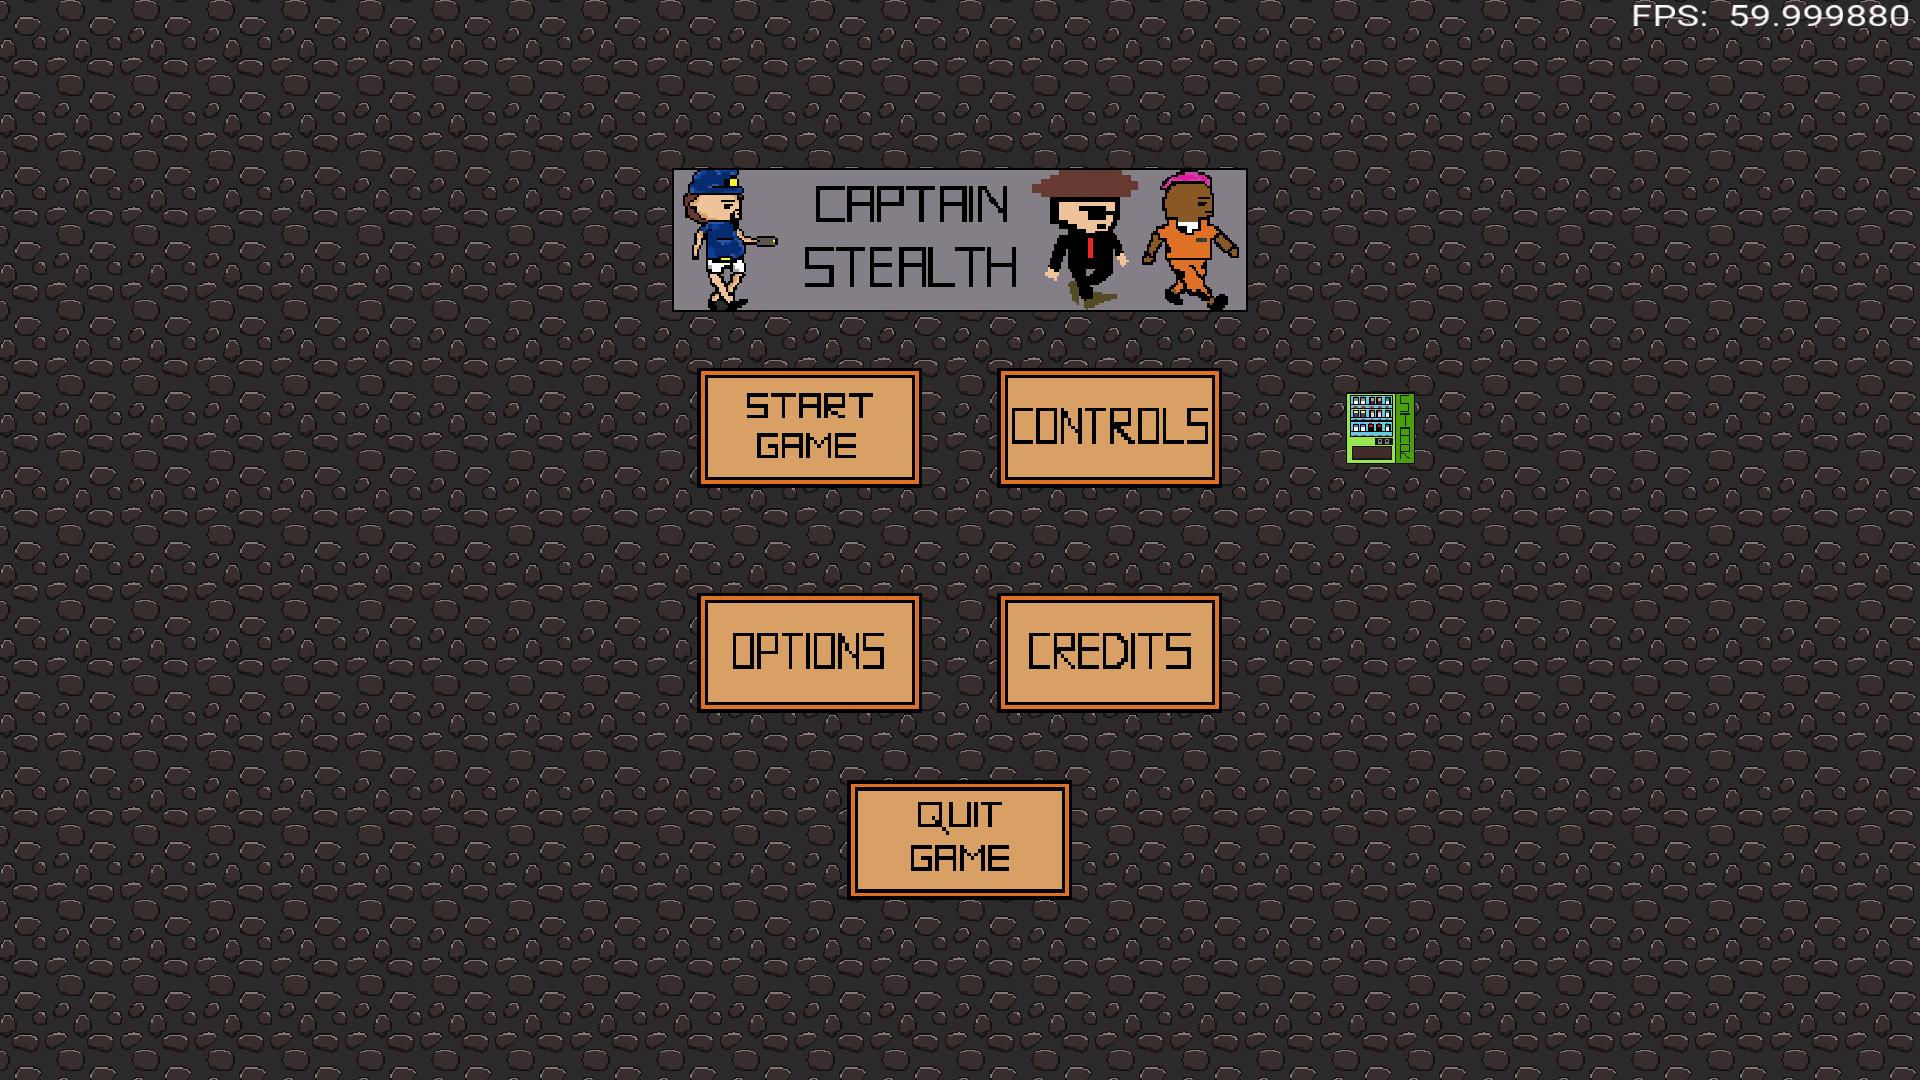 FPS: 59.999880
CAPTAIN
STEALTH
START
GAME
CONTROLS
OPTIONS
CREDITS
QUIT
GAME